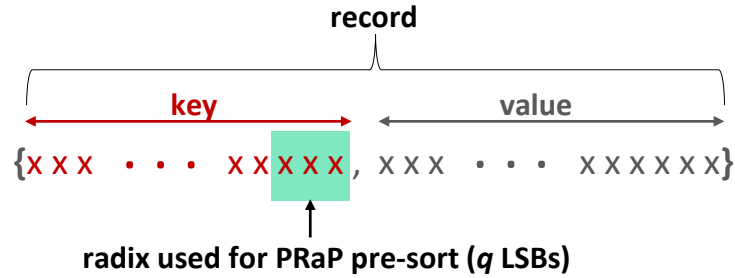 record
key value
{x x x · · · x x x x x , x x x · · · x x x x x x}
radix used for PRaP pre-sort (q LSBs)